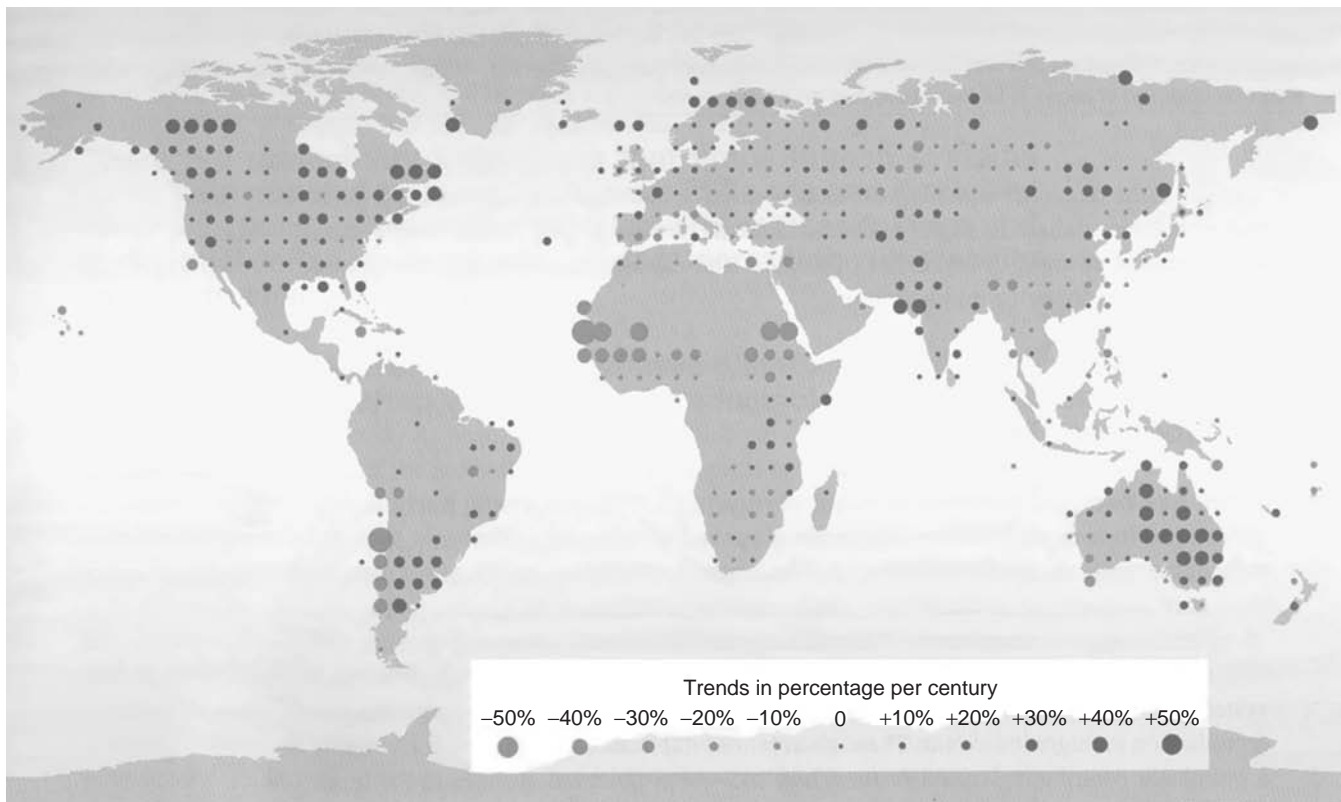 Trends in percentage per century
–50% –40% –30% –20% –10% 0 +10% +20% +30% +40% +50%